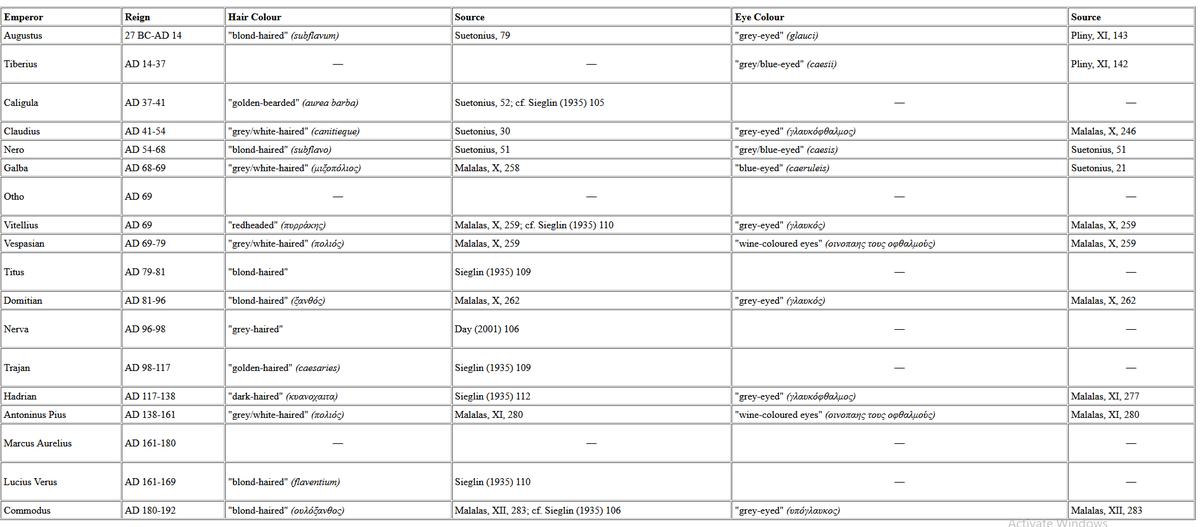 Emperor Reign Hair Colour Source Eye Colour Source
Augustus 27 BC-AD 14 "blond-haired" (subflavum) Suetonius, 79 "grey-eyed" (glauci) Pliny, XI, 143
Tiberius AD 14-37 — — "grey/blue-eyed" (caesii) Pliny, XI, 142
Caligula AD 37-41 "golden-bearded" (aurea barba) Suetonius, 52; cf. Sieglin (1935) 105 — —
Claudius AD 41-54 "grey/white-haired" (canitieque) Suetonius, 30 "grey-eyed" (γλαυκόφθαλμος) Malalas, X, 246
Nero AD 54-68 "blond-haired" (subflavo) Suetonius, 51 "grey/blue-eyed" (caesis) Suetonius, 51
Galba AD 68-69 "grey/white-haired" (μιξοπόλιος) Malalas, X, 258 "blue-eyed" (caeruleis) Suetonius, 21
Otho AD 69 — — — —
Vitellius AD 69 "redheaded" (πυρράκης) Malalas, X, 259; cf. Sieglin (1935) 110 "grey-eyed" (γλαυκός) Malalas, X, 259
Vespasian AD 69-79 "grey/white-haired" (πολιός) Malalas, X, 259 "wine-coloured eyes" (οινοπαης τους οφθαλμούς) Malalas, X, 259
Titus AD 79-81 "blond-haired" Sieglin (1935) 109 — —
Domitian AD 81-96 "blond-haired" (ξανθός) Malalas, X, 262 "grey-eyed" (γλαυκός) Malalas, X, 262
Nerva AD 96-98 "grey-haired" Day (2001) 106 — —
Trajan AD 98-117 "golden-haired" (caesaries) Sieglin (1935) 109 — —
Hadrian AD 117-138 "dark-haired" (κυανοχαιτα) Sieglin (1935) 112 "grey-eyed" (γλαυκόφθαλμος) Malalas, XI, 277
Antoninus Pius AD 138-161 "grey/white-haired" (πολιός) Malalas, XI, 280 "wine-coloured eyes" (οινοπαης τους οφθαλμούς) Malalas, XI, 280
Marcus Aurelius AD 161-180 — — — —
Lucius Verus AD 161-169 "blond-haired" (flaventium) Sieglin (1935) 110 — —
Commodus AD 180-192 "blond-haired" (ουλόξανθος) Malalas, XII, 283; cf. Sieglin (1935) 106 "grey-eyed" (υπόγλαυκος) Malalas, XII, 283
Activate Windows